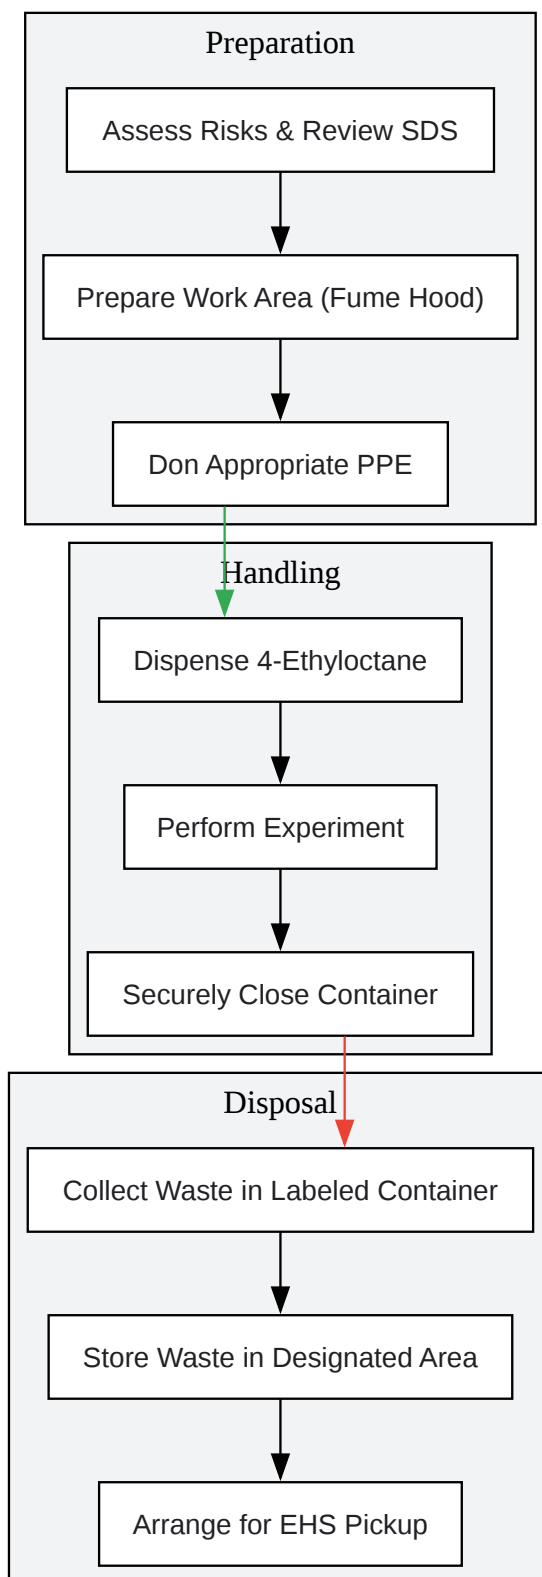 Preparation
Assess Risks & Review SDS
Prepare Work Area (Fume Hood)
Don Appropriate PPE
Handling
Dispense 4-Ethyloctane
Perform Experiment
Securely Close Container
Disposal
Collect Waste in Labeled Container
Store Waste in Designated Area
Arrange for EHS Pickup